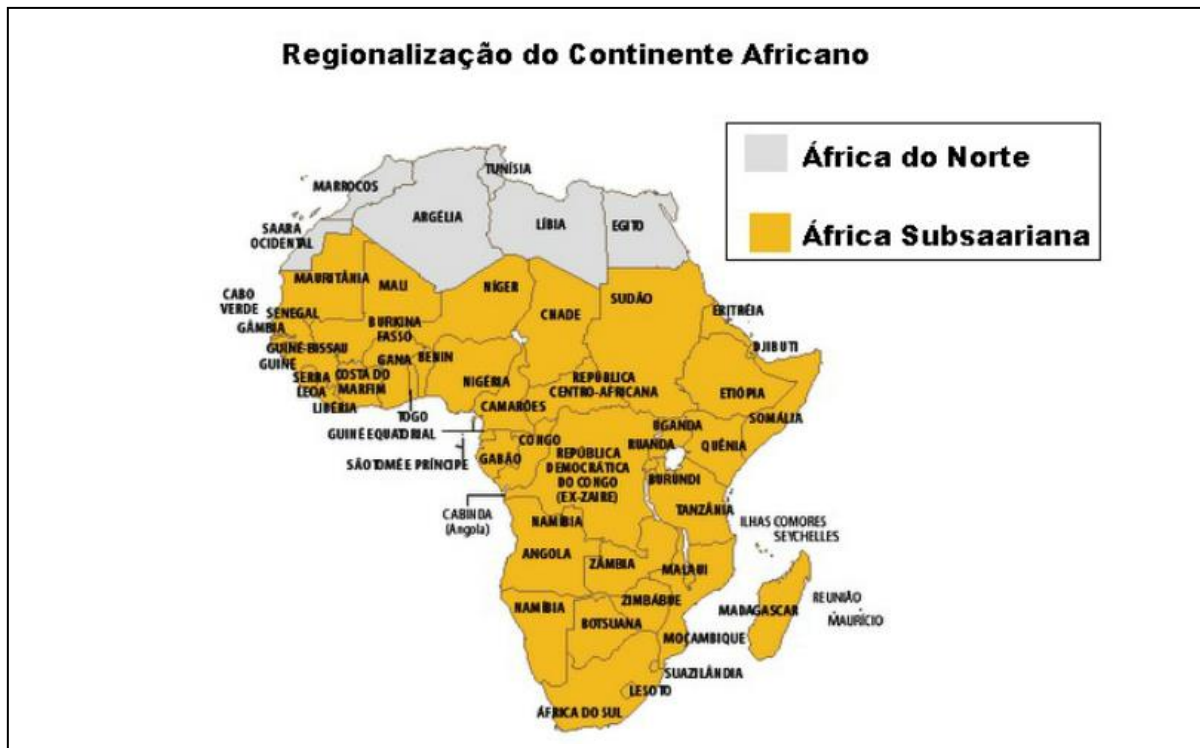 Regionalização do Continente Africano
África do Norte
África Subsaariana
TUNÍSIA
MARROCOS
ARGÉLIA
LÍBIA
EGITO
SAARA
OCIDENTAL
MAURITÂNIA
MALI
NÍGER
CHADE
SUDÃO
CABO
VERDE
SENEGAL
GÂMBIA
ERITRÉIA
BURKINA
FASSO
GUINÉ-BISSAU
GUINÉ
DJIBUTI
GANA
BENIN
SERRA
LEOA
COSTA DO
MARFIM
NIGÉRIA
REPÚBLICA
CENTRO-AFRICANA
ETIÓPIA
LIBÉRIA
TOGO
CAMARÕES
SOMÁLIA
GUINÉ EQUATORIAL
UGANDA
CONGO
RUANDA
QUÊNIA
SÃO TOMÉ E PRÍNCIPE
GABÃO
REPÚBLICA
DEMOCRÁTICA
DO CONGO
(EX-ZAIRE)
BURUNDI
CABINDA
(Angola)
TANZÂNIA
NAMÍBIA
ILHAS COMORES
SEYCHELLES
ANGOLA
ZÂMBIA
MALAUI
NAMÍBIA
ZIMBÁBUE
MADAGASCAR
REUNIÃO
MAURÍCIO
BOTSUANA
MOÇAMBIQUE
SUAZILÂNDIA
LESOTO
ÁFRICA DO SUL